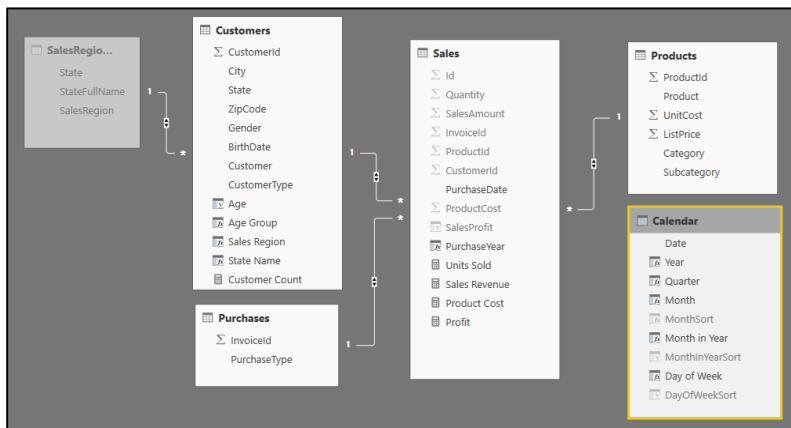 SalesRegio...
State
StateFullName
SalesRegion
1
*
Customers
CustomerId
City
State
ZipCode
Gender
BirthDate
Customer
CustomerType
Age
Age Group
Sales Region
State Name
Customer Count
1
*
Purchases
InvoiceId
PurchaseType
1
*
Sales
Id
Quantity
SalesAmount
InvoiceId
ProductId
CustomerId
PurchaseDate
ProductCost
SalesProfit
PurchaseYear
Units Sold
Sales Revenue
Product Cost
Profit
*
1
Products
ProductId
Product
UnitCost
ListPrice
Category
Subcategory
Calendar
Date
Year
Quarter
Month
MonthSort
Month in Year
MonthInYearSort
Day of Week
DayOfWeekSort